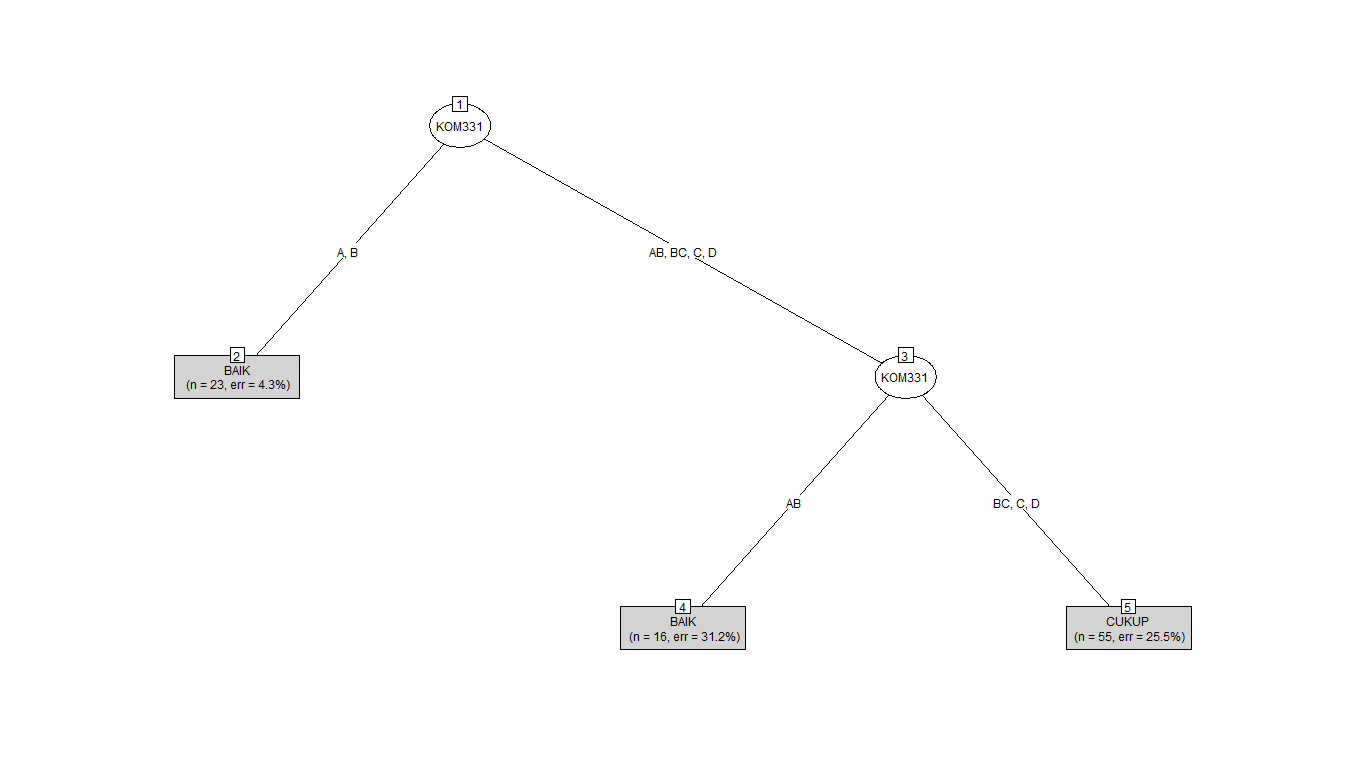 1
KOM331
A, B
AB, BC, C, D
2
BAIK
(n = 23, err = 4.3%)
3
KOM331
AB
BC, C, D
4
BAIK
(n = 16, err = 31.2%)
5
CUKUP
(n = 55, err = 25.5%)